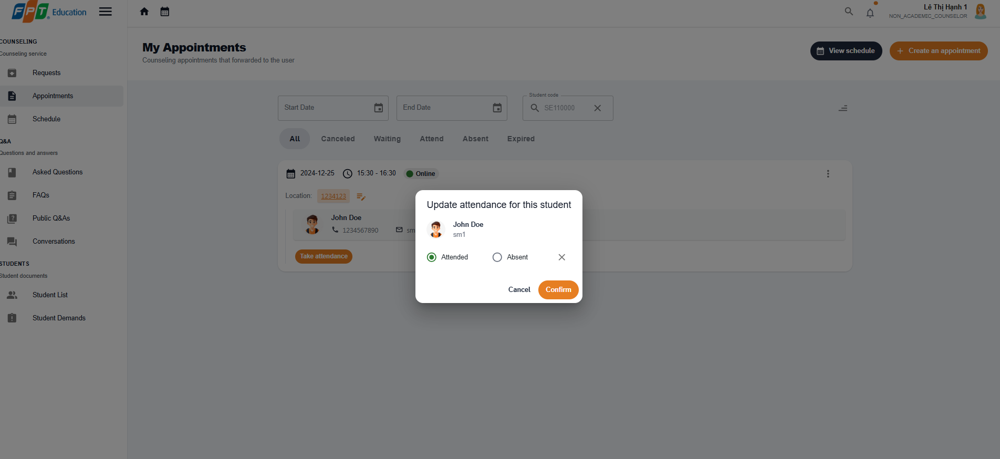 FPT Education
Lê Thị Hạnh 1
NON_ACADEMIC_COUNSELOR
COUNSELING
Counseling service
Requests
Appointments
Schedule
Q&A
Questions and answers
Asked Questions
FAQs
Public Q&As
Conversations
STUDENTS
Student documents
Student List
Student Demands
My Appointments
Counseling appointments that forwarded to the user
View schedule
Create an appointment
Start Date
End Date
Student code
SE110000
All Canceled Waiting Attend Absent Expired
2024-12-25 15:30 - 16:30 Online
Location: 1234123
John Doe
1234567890 sm
Take attendance
Update attendance for this student
John Doe
sm1
Attended Absent
Cancel Confirm